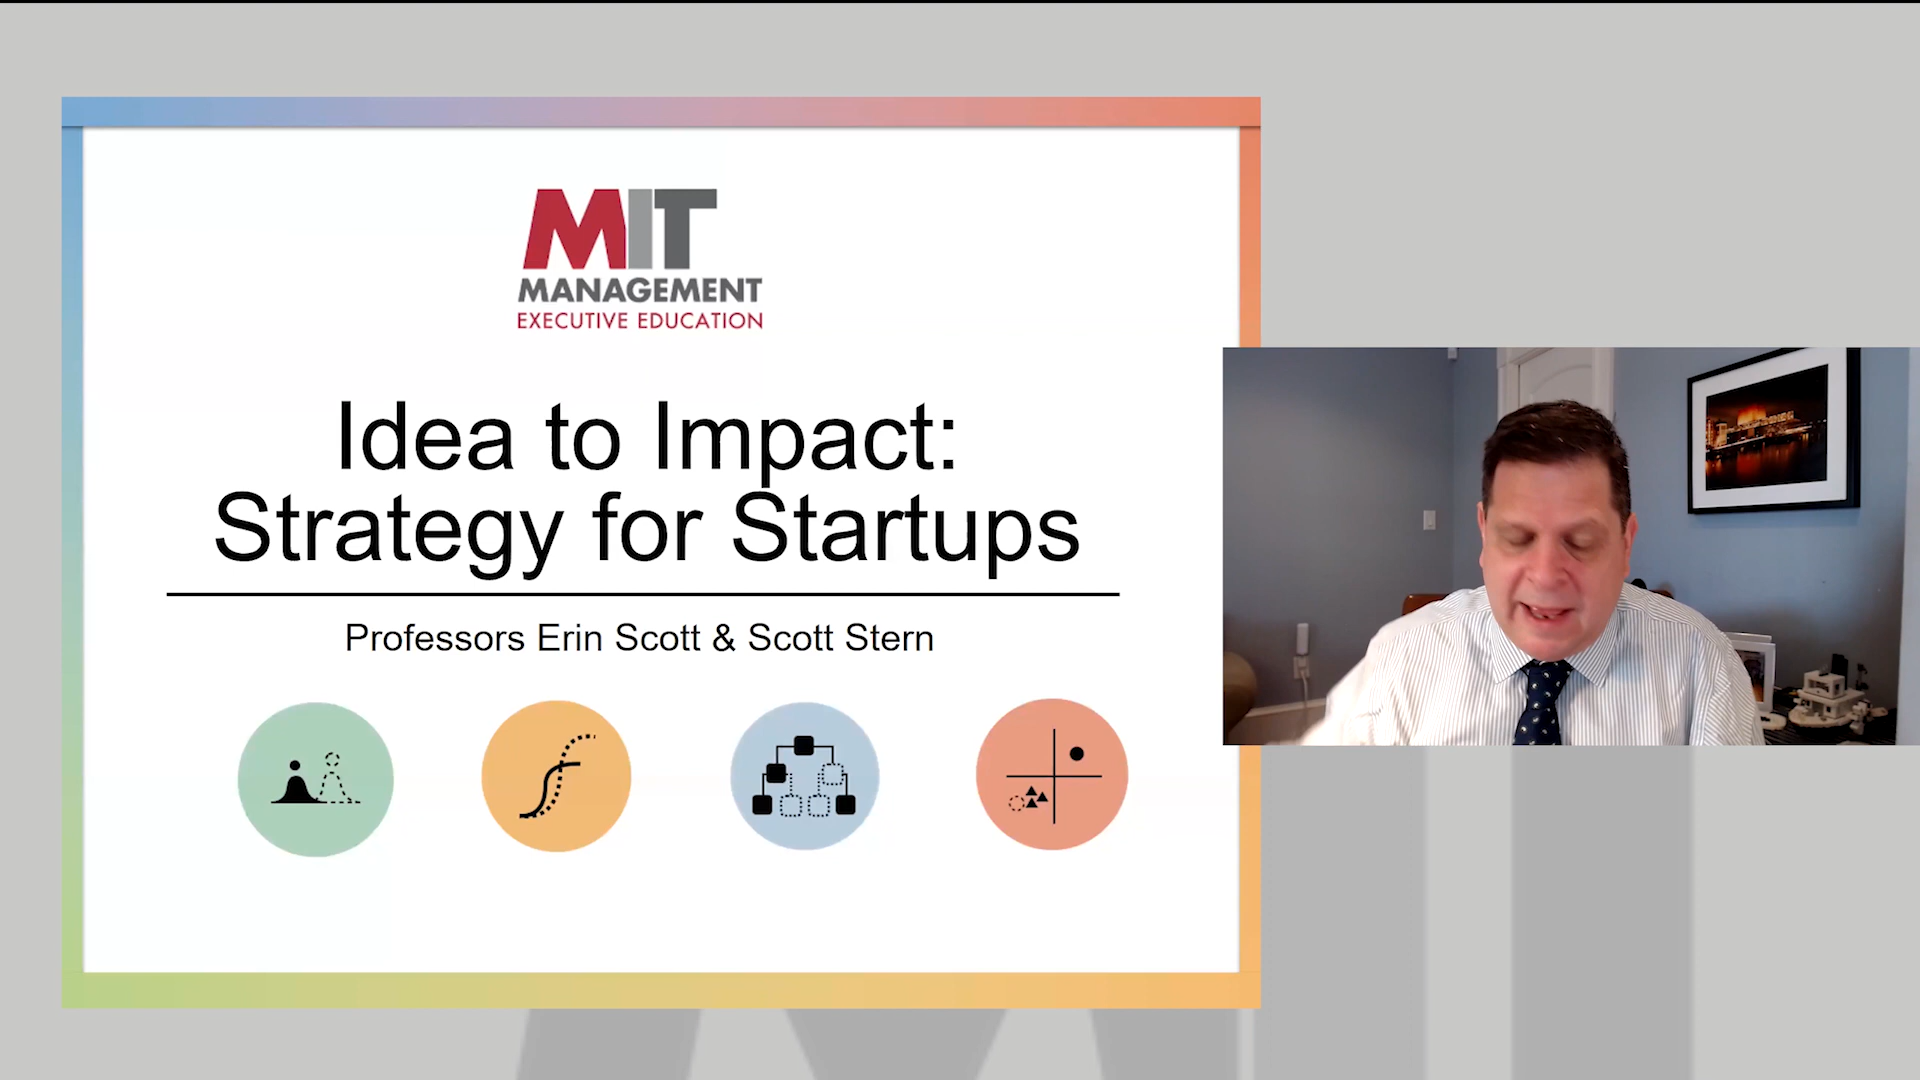 MIT
MANAGEMENT
EXECUTIVE EDUCATION
Idea to Impact:
Strategy for Startups
Professors Erin Scott & Scott Stern